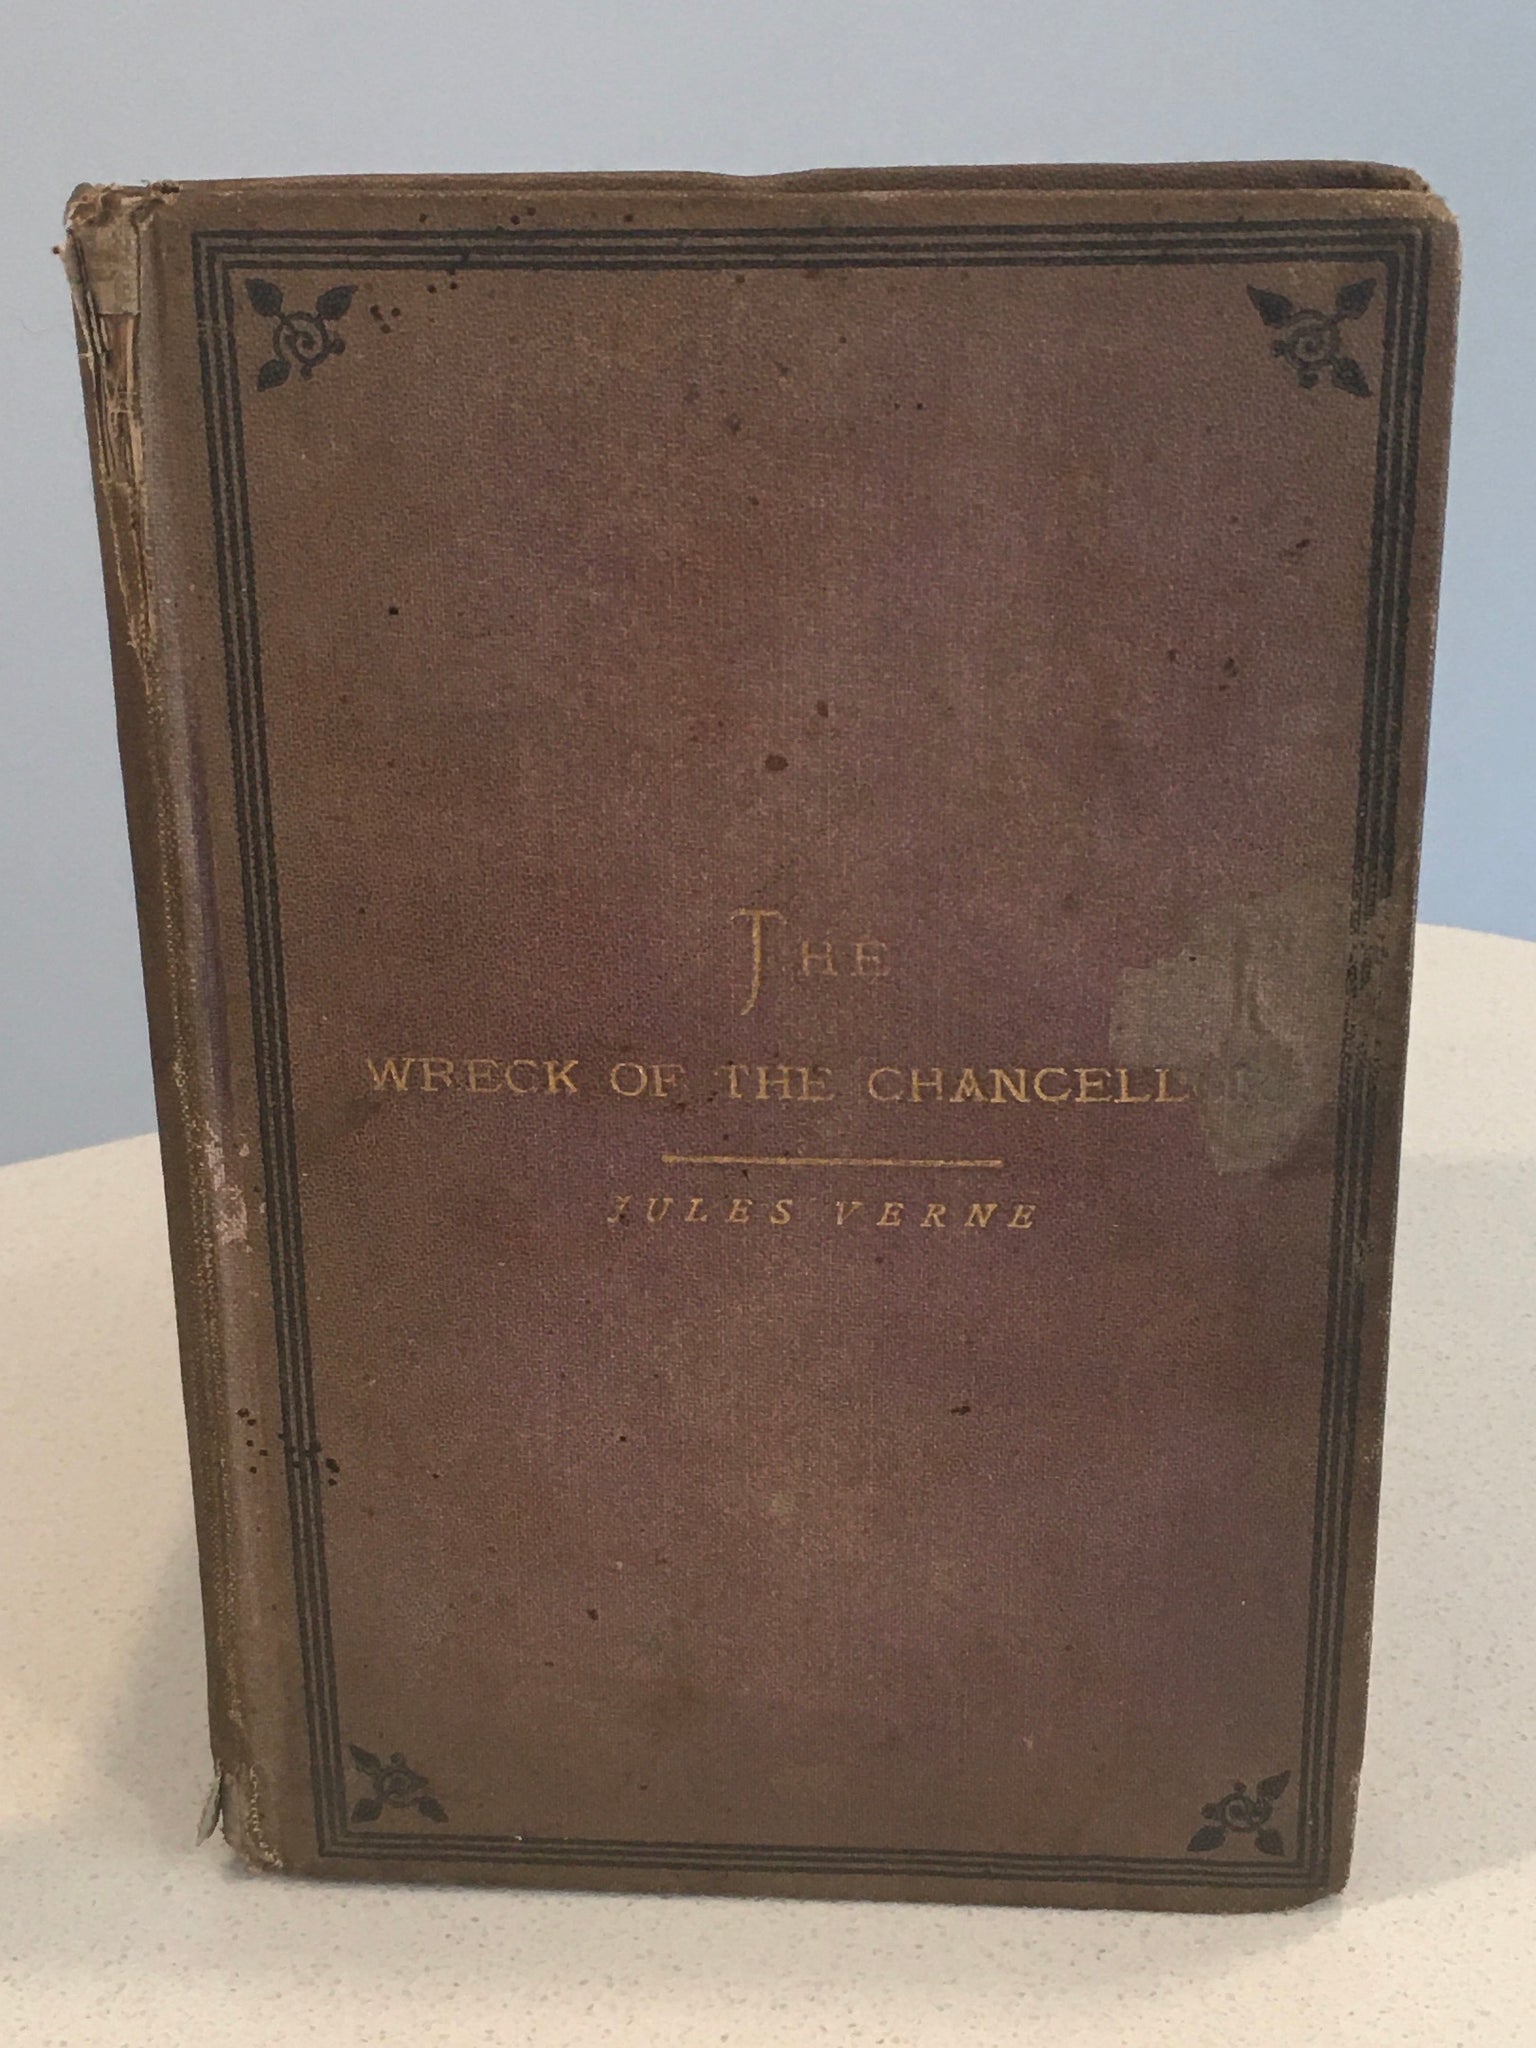 THE
WRECK OF THE CHANCELLOR
JULES VERNE